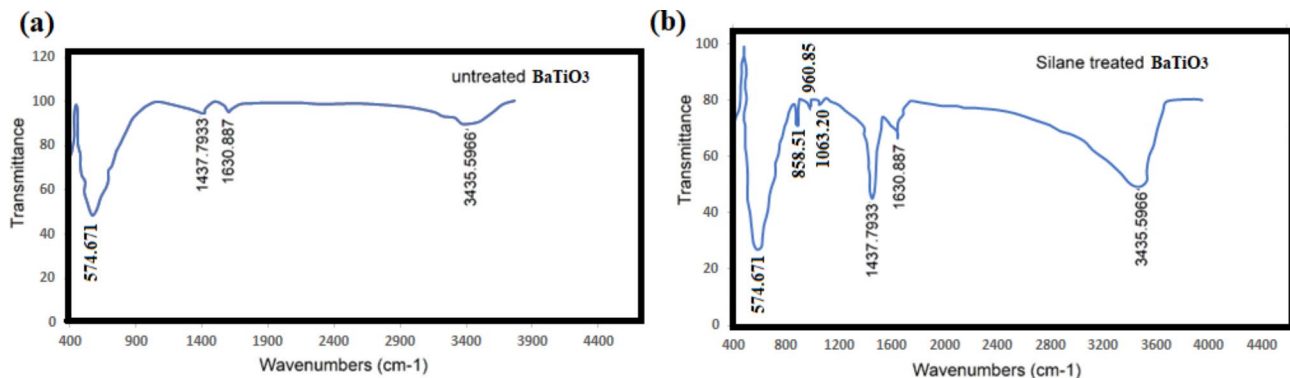 (a)
untreated BaTiO3
Transmittance
120
100
80
60
40
20
0
574.671
1437.7933
1630.887
3435.5966
400 900 1400 1900 2400 2900 3400 3900 4400
Wavenumbers (cm-1)
(b)
Silane treated BaTiO3
Transmittance
100
80
60
40
20
0
574.671
858.51
960.85
1063.20
1437.7933
1630.887
3435.5966
400 800 1200 1600 2000 2400 2800 3200 3600 4000 4400
Wavenumbers (cm-1)